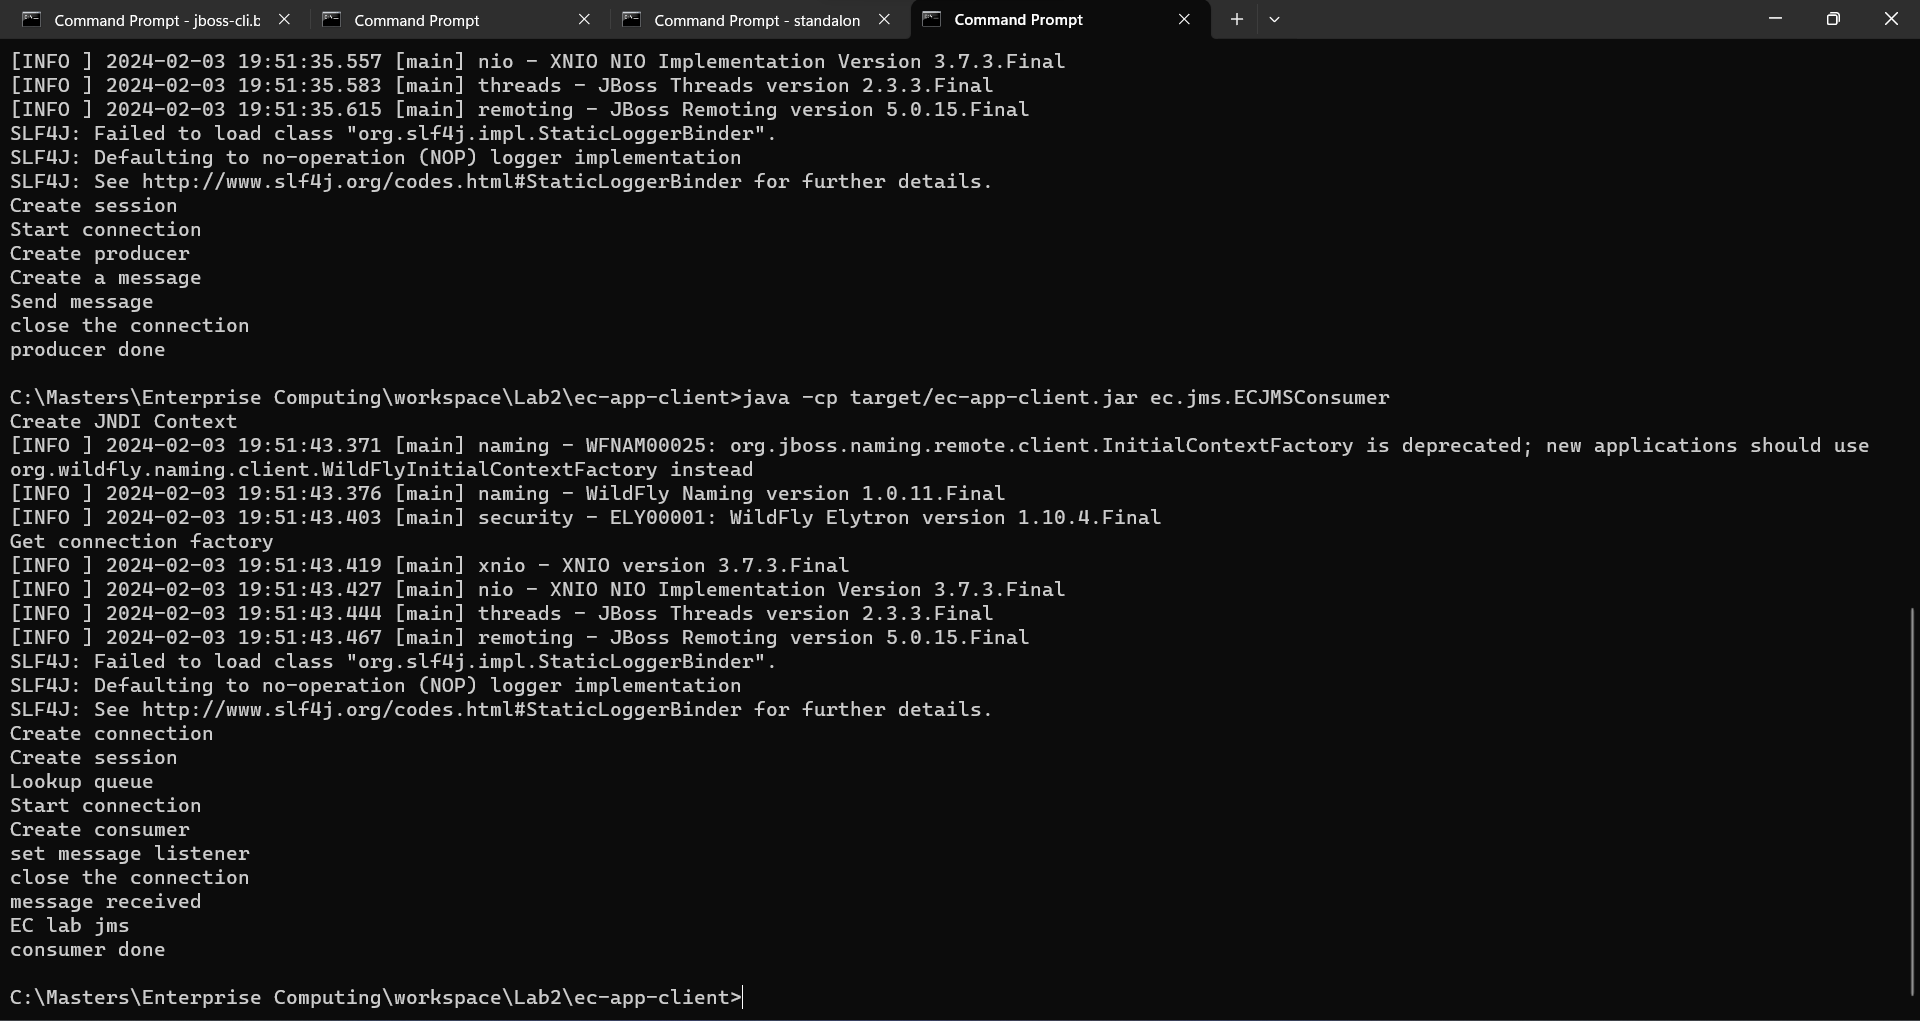 Command Prompt - jboss-cli.b
Command Prompt
Command Prompt - standalon
Command Prompt
[INFO ] 2024-02-03 19:51:35.557 [main] nio - XNIO NIO Implementation Version 3.7.3.Final
[INFO ] 2024-02-03 19:51:35.583 [main] threads - JBoss Threads version 2.3.3.Final
[INFO ] 2024-02-03 19:51:35.615 [main] remoting - JBoss Remoting version 5.0.15.Final
SLF4J: Failed to load class "org.slf4j.impl.StaticLoggerBinder".
SLF4J: Defaulting to no-operation (NOP) logger implementation
SLF4J: See http://www.slf4j.org/codes.html#StaticLoggerBinder for further details.
Create session
Start connection
Create producer
Create a message
Send message
close the connection
producer done
C:\Masters\Enterprise Computing\workspace\Lab2\ec-app-client>java -cp target/ec-app-client.jar ec.jms.ECJMSConsumer
Create JNDI Context
[INFO ] 2024-02-03 19:51:43.371 [main] naming - WFNAM00025: org.jboss.naming.remote.client.InitialContextFactory is deprecated; new applications should use
org.wildfly.naming.client.WildFlyInitialContextFactory instead
[INFO ] 2024-02-03 19:51:43.376 [main] naming - WildFly Naming version 1.0.11.Final
[INFO ] 2024-02-03 19:51:43.403 [main] security - ELY00001: WildFly Elytron version 1.10.4.Final
Get connection factory
[INFO ] 2024-02-03 19:51:43.419 [main] xnio - XNIO version 3.7.3.Final
[INFO ] 2024-02-03 19:51:43.427 [main] nio - XNIO NIO Implementation Version 3.7.3.Final
[INFO ] 2024-02-03 19:51:43.444 [main] threads - JBoss Threads version 2.3.3.Final
[INFO ] 2024-02-03 19:51:43.467 [main] remoting - JBoss Remoting version 5.0.15.Final
SLF4J: Failed to load class "org.slf4j.impl.StaticLoggerBinder".
SLF4J: Defaulting to no-operation (NOP) logger implementation
SLF4J: See http://www.slf4j.org/codes.html#StaticLoggerBinder for further details.
Create connection
Create session
Lookup queue
Start connection
Create consumer
set message listener
close the connection
message received
EC lab jms
consumer done
C:\Masters\Enterprise Computing\workspace\Lab2\ec-app-client>